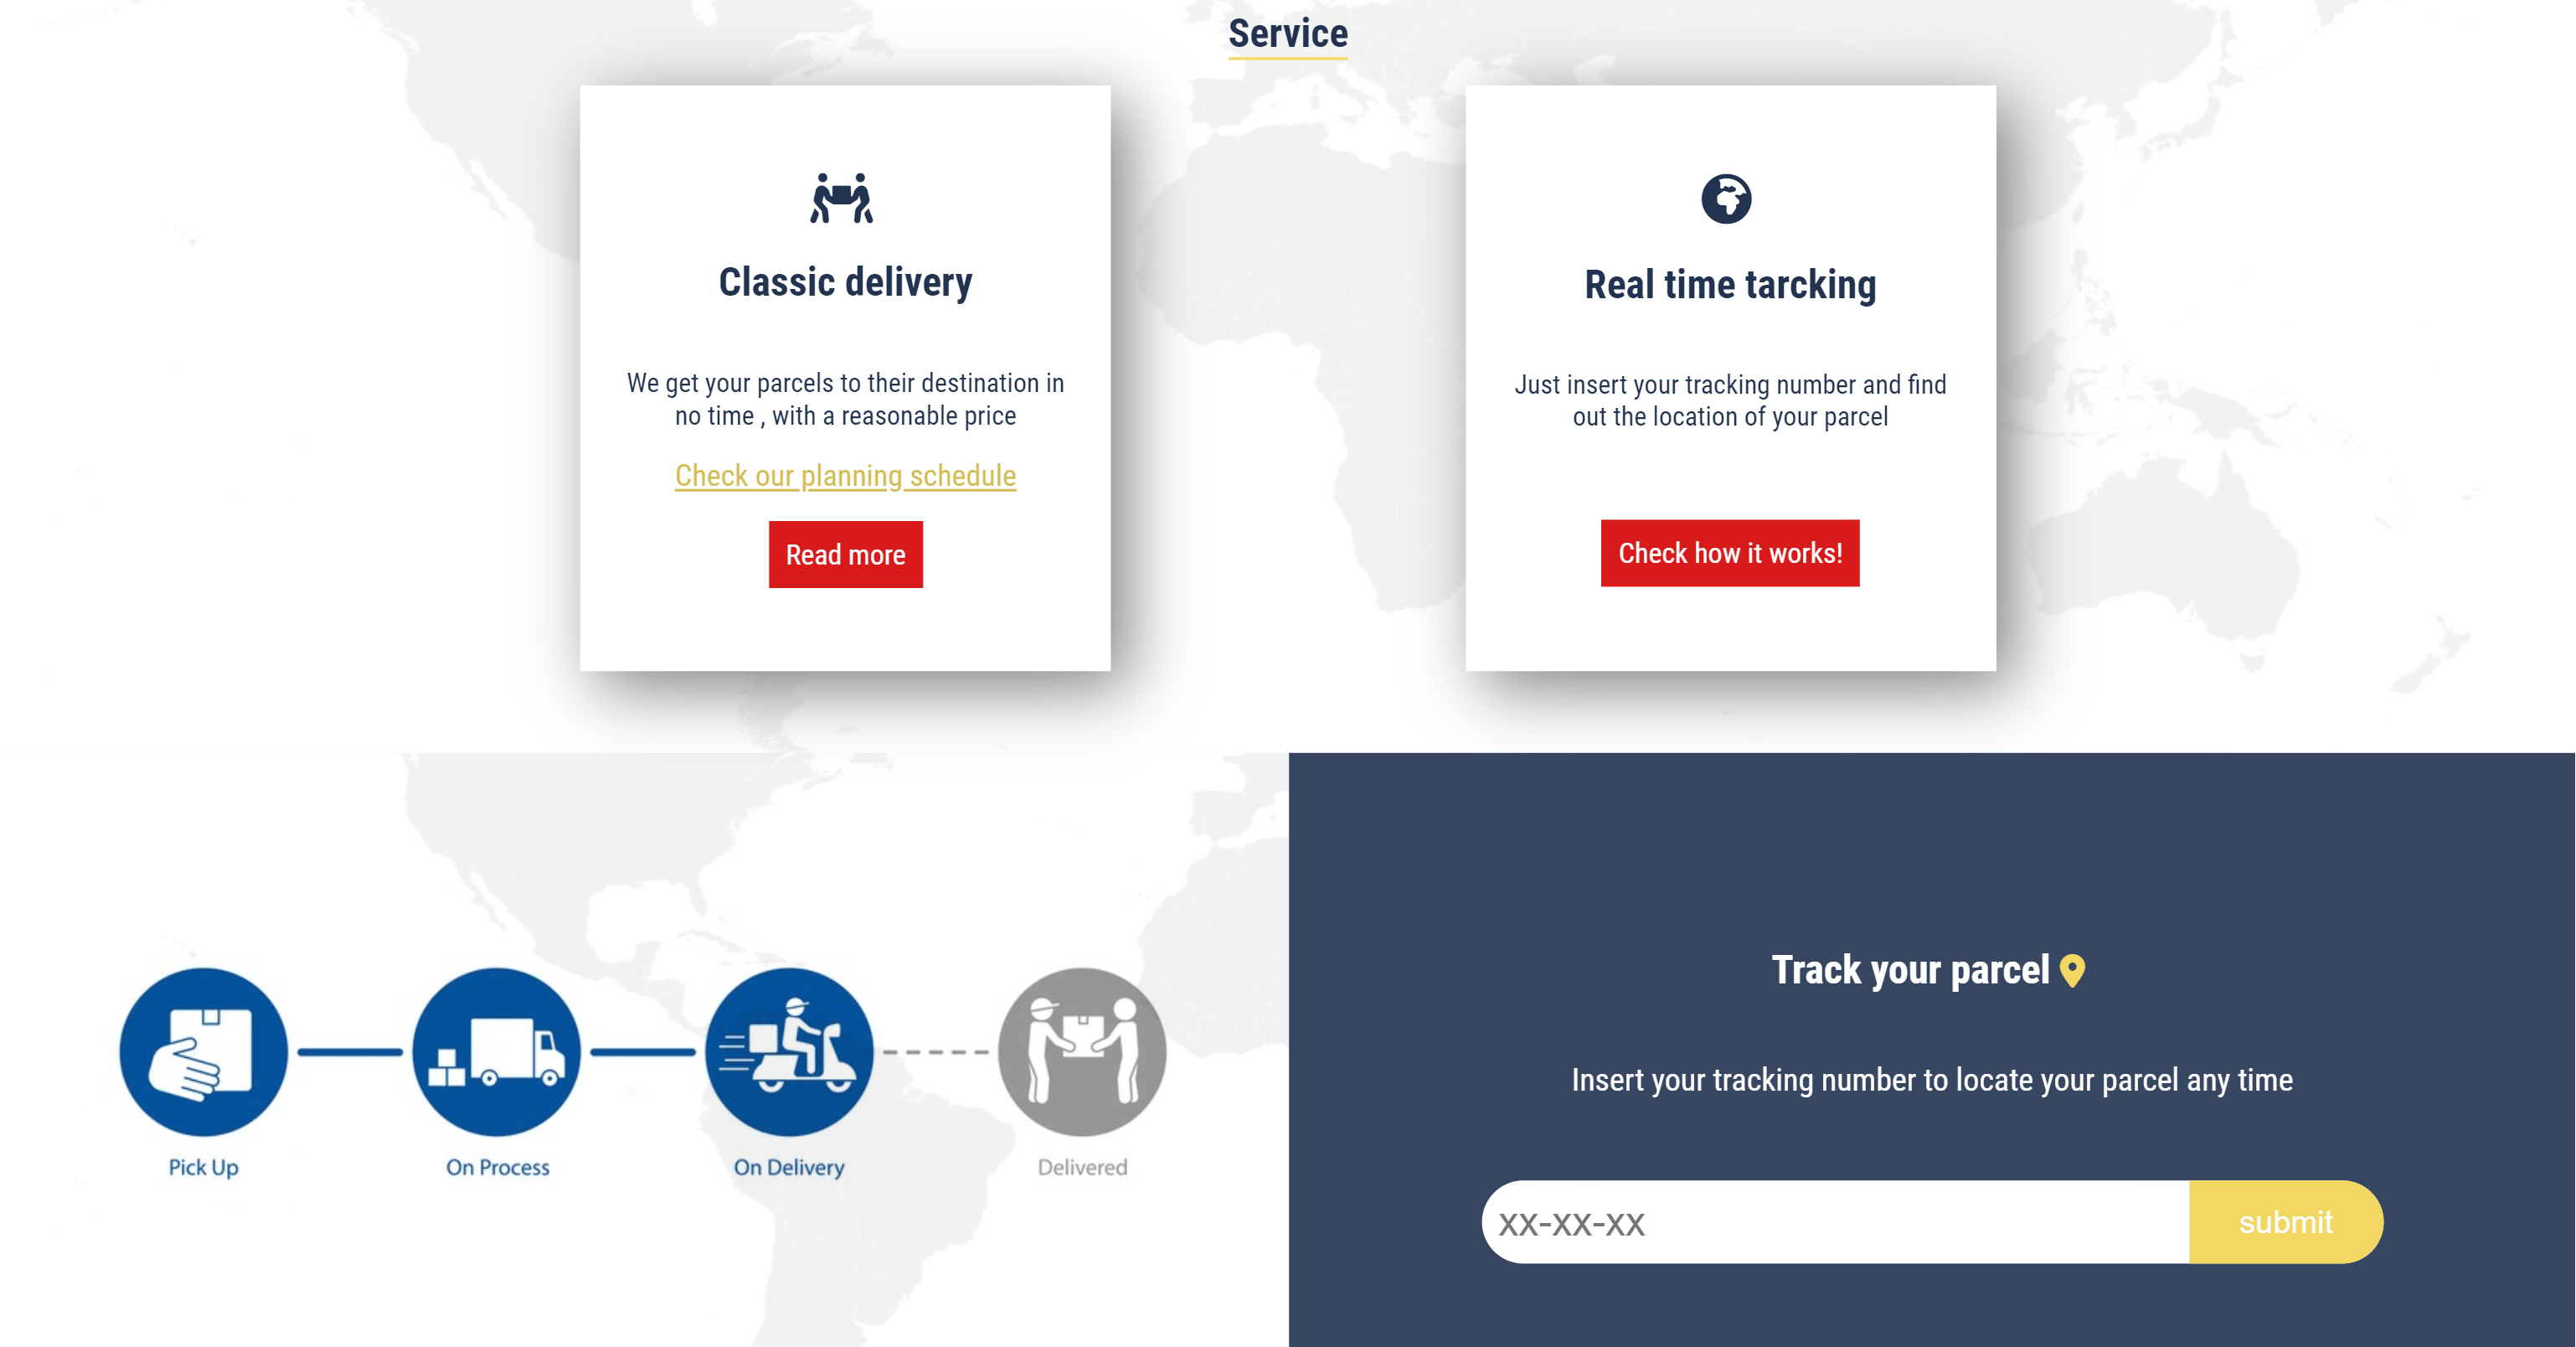 Service
Classic delivery
We get your parcels to their destination in
no time , with a reasonable price
Check our planning schedule
Read more
Real time tarcking
Just insert your tracking number and find
out the location of your parcel
Check how it works!
Pick Up
On Process
On Delivery
Delivered
Track your parcel
Insert your tracking number to locate your parcel any time
xx-xx-xx
submit